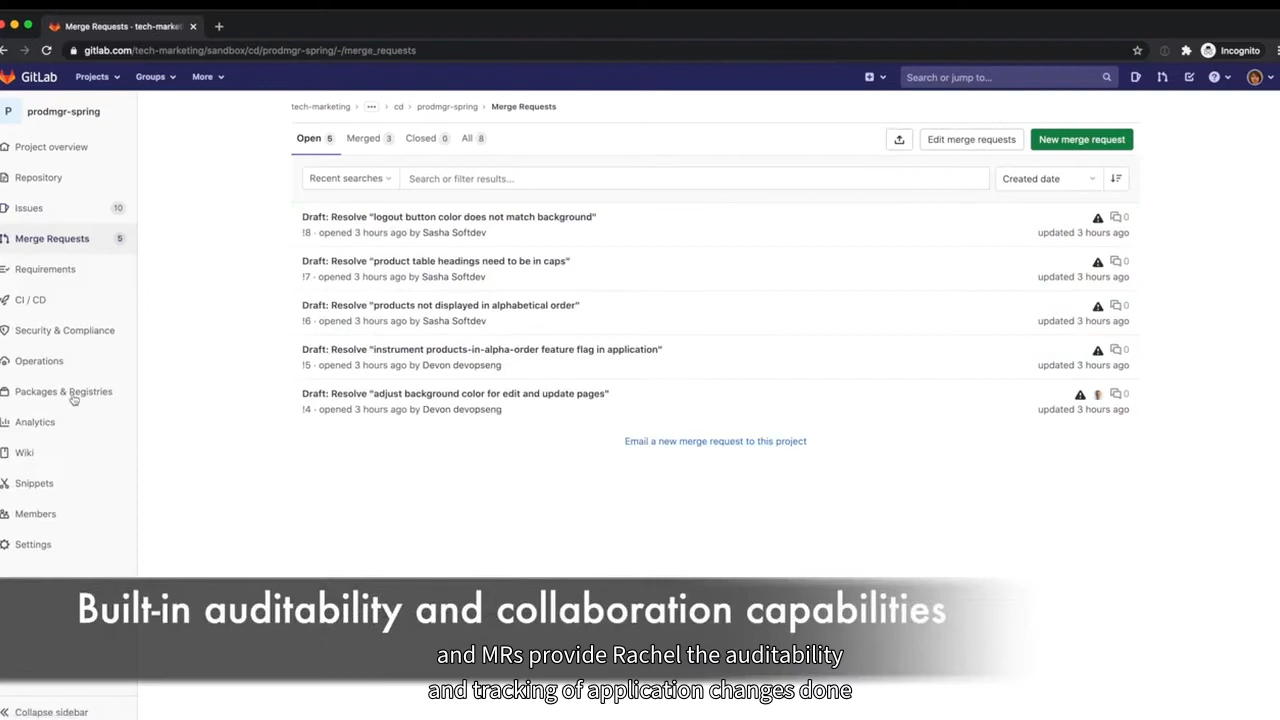 Merge Requests - tech-market
gitlab.com/tech-marketing/sandbox/cd/prodmgr-spring/-/merge_requests
Incognito
GitLab
Projects
Groups
More
Search or jump to...
P
prodmgr-spring
Project overview
Repository
Issues 10
Merge Requests 5
Requirements
CI / CD
Security & Compliance
Operations
Packages & Registries
Analytics
Wiki
Snippets
Members
Settings
Collapse sidebar
tech-marketing › ... › cd › prodmgr-spring › Merge Requests
Open 5 Merged 3 Closed 0 All 8
Edit merge requests
New merge request
Recent searches
Search or filter results...
Created date
Draft: Resolve "logout button color does not match background" 0
!8 · opened 3 hours ago by Sasha Softdev updated 3 hours ago
Draft: Resolve "product table headings need to be in caps" 0
!7 · opened 3 hours ago by Sasha Softdev updated 3 hours ago
Draft: Resolve "products not displayed in alphabetical order" 0
!6 · opened 3 hours ago by Sasha Softdev updated 3 hours ago
Draft: Resolve "instrument products-in-alpha-order feature flag in application" 0
!5 · opened 3 hours ago by Devon devopseng updated 3 hours ago
Draft: Resolve "adjust background color for edit and update pages" 0
!4 · opened 3 hours ago by Devon devopseng updated 3 hours ago
Email a new merge request to this project
Built-in auditability and collaboration capabilities
and MRs provide Rachel the auditability
and tracking of application changes done